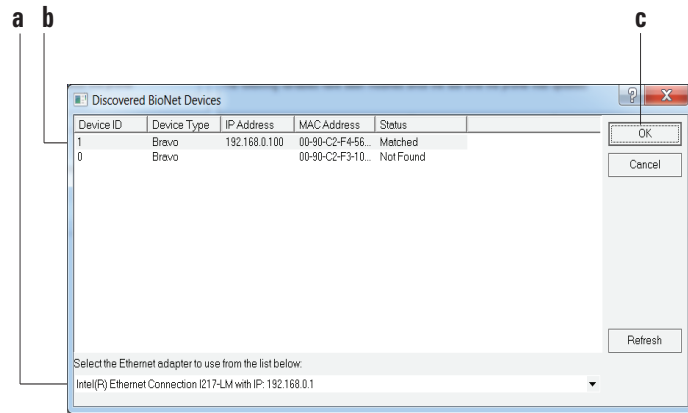 a b c
Discovered BioNet Devices
Device ID Device Type IP Address MAC Address Status
1 Bravo 192.168.0.100 00-90-C2-F4-56... Matched
0 Bravo 00-90-C2-F3-10... Not Found
OK
Cancel
Refresh
Select the Ethernet adapter to use from the list below:
Intel(R) Ethernet Connection I217-LM with IP: 192.168.0.1